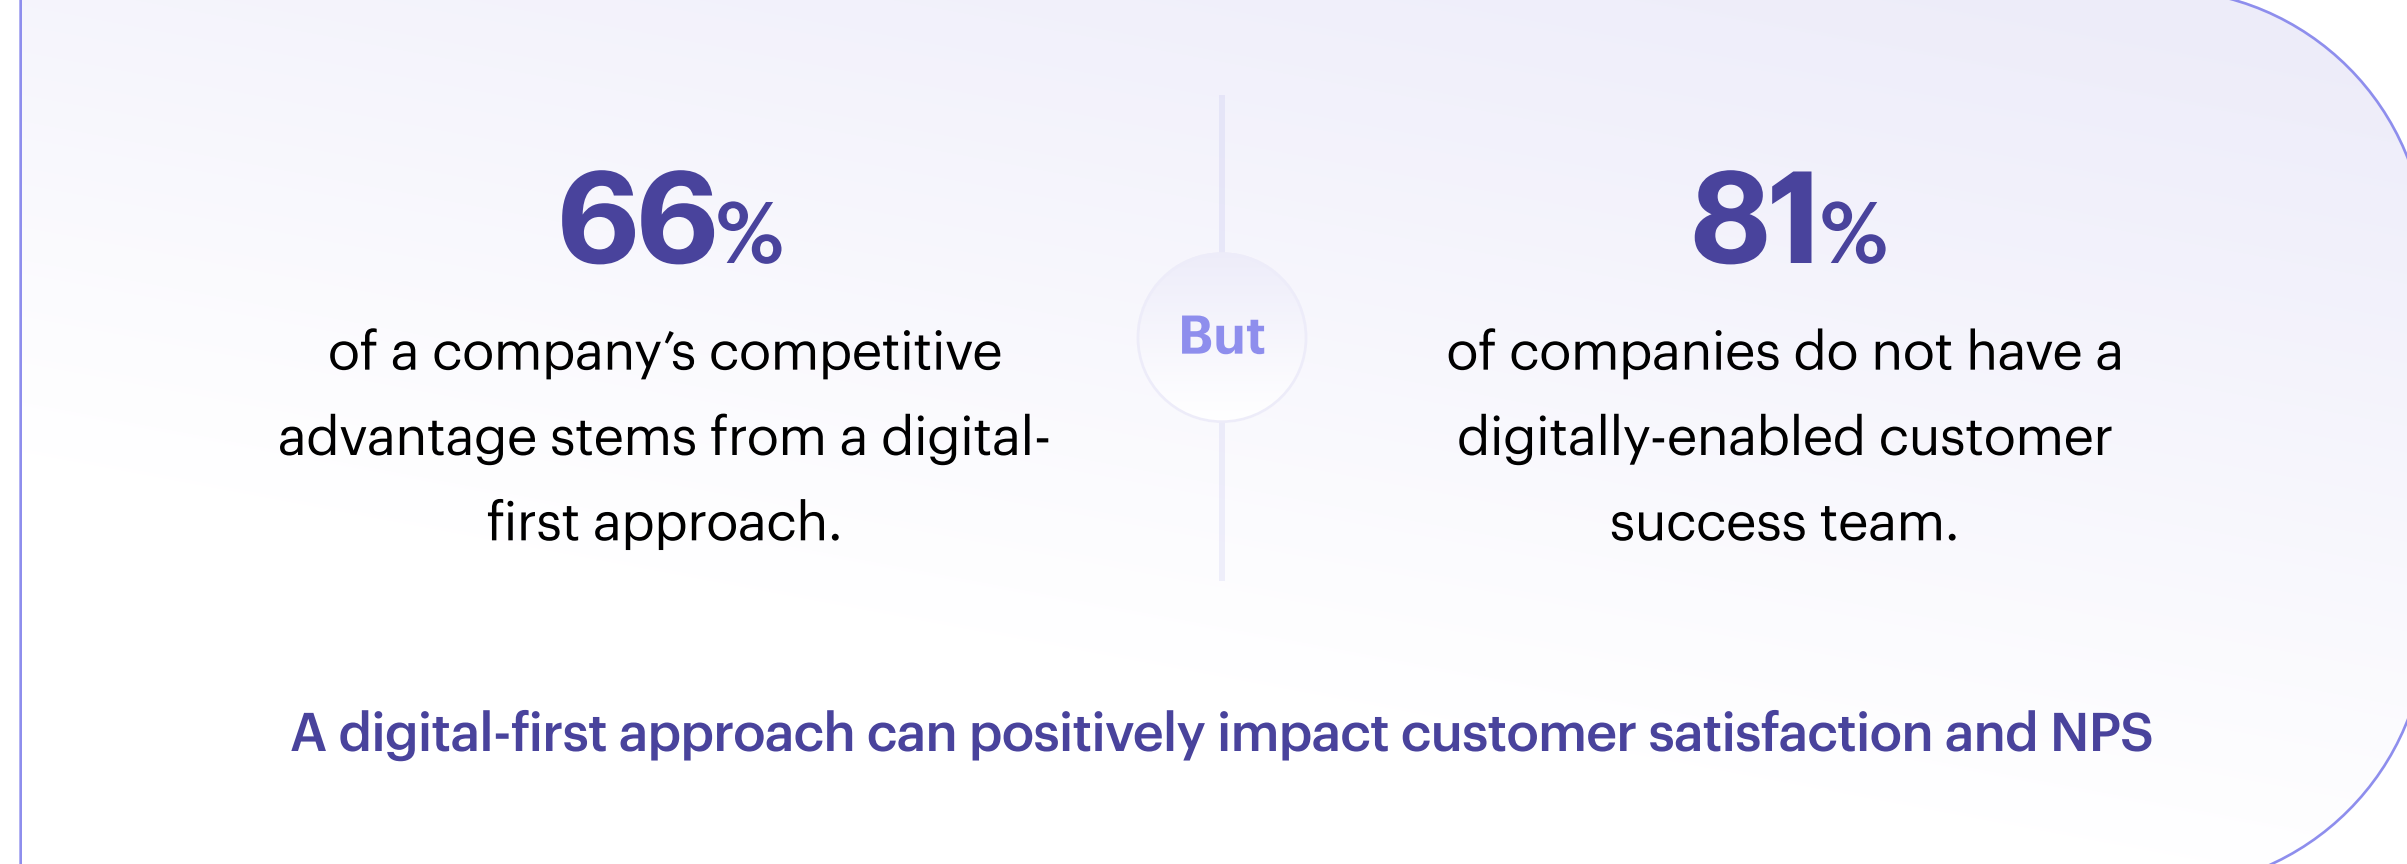 66%
of a company’s competitive
advantage stems from a digital-
first approach.
But
81%
of companies do not have a
digitally-enabled customer
success team.
A digital-first approach can positively impact customer satisfaction and NPS